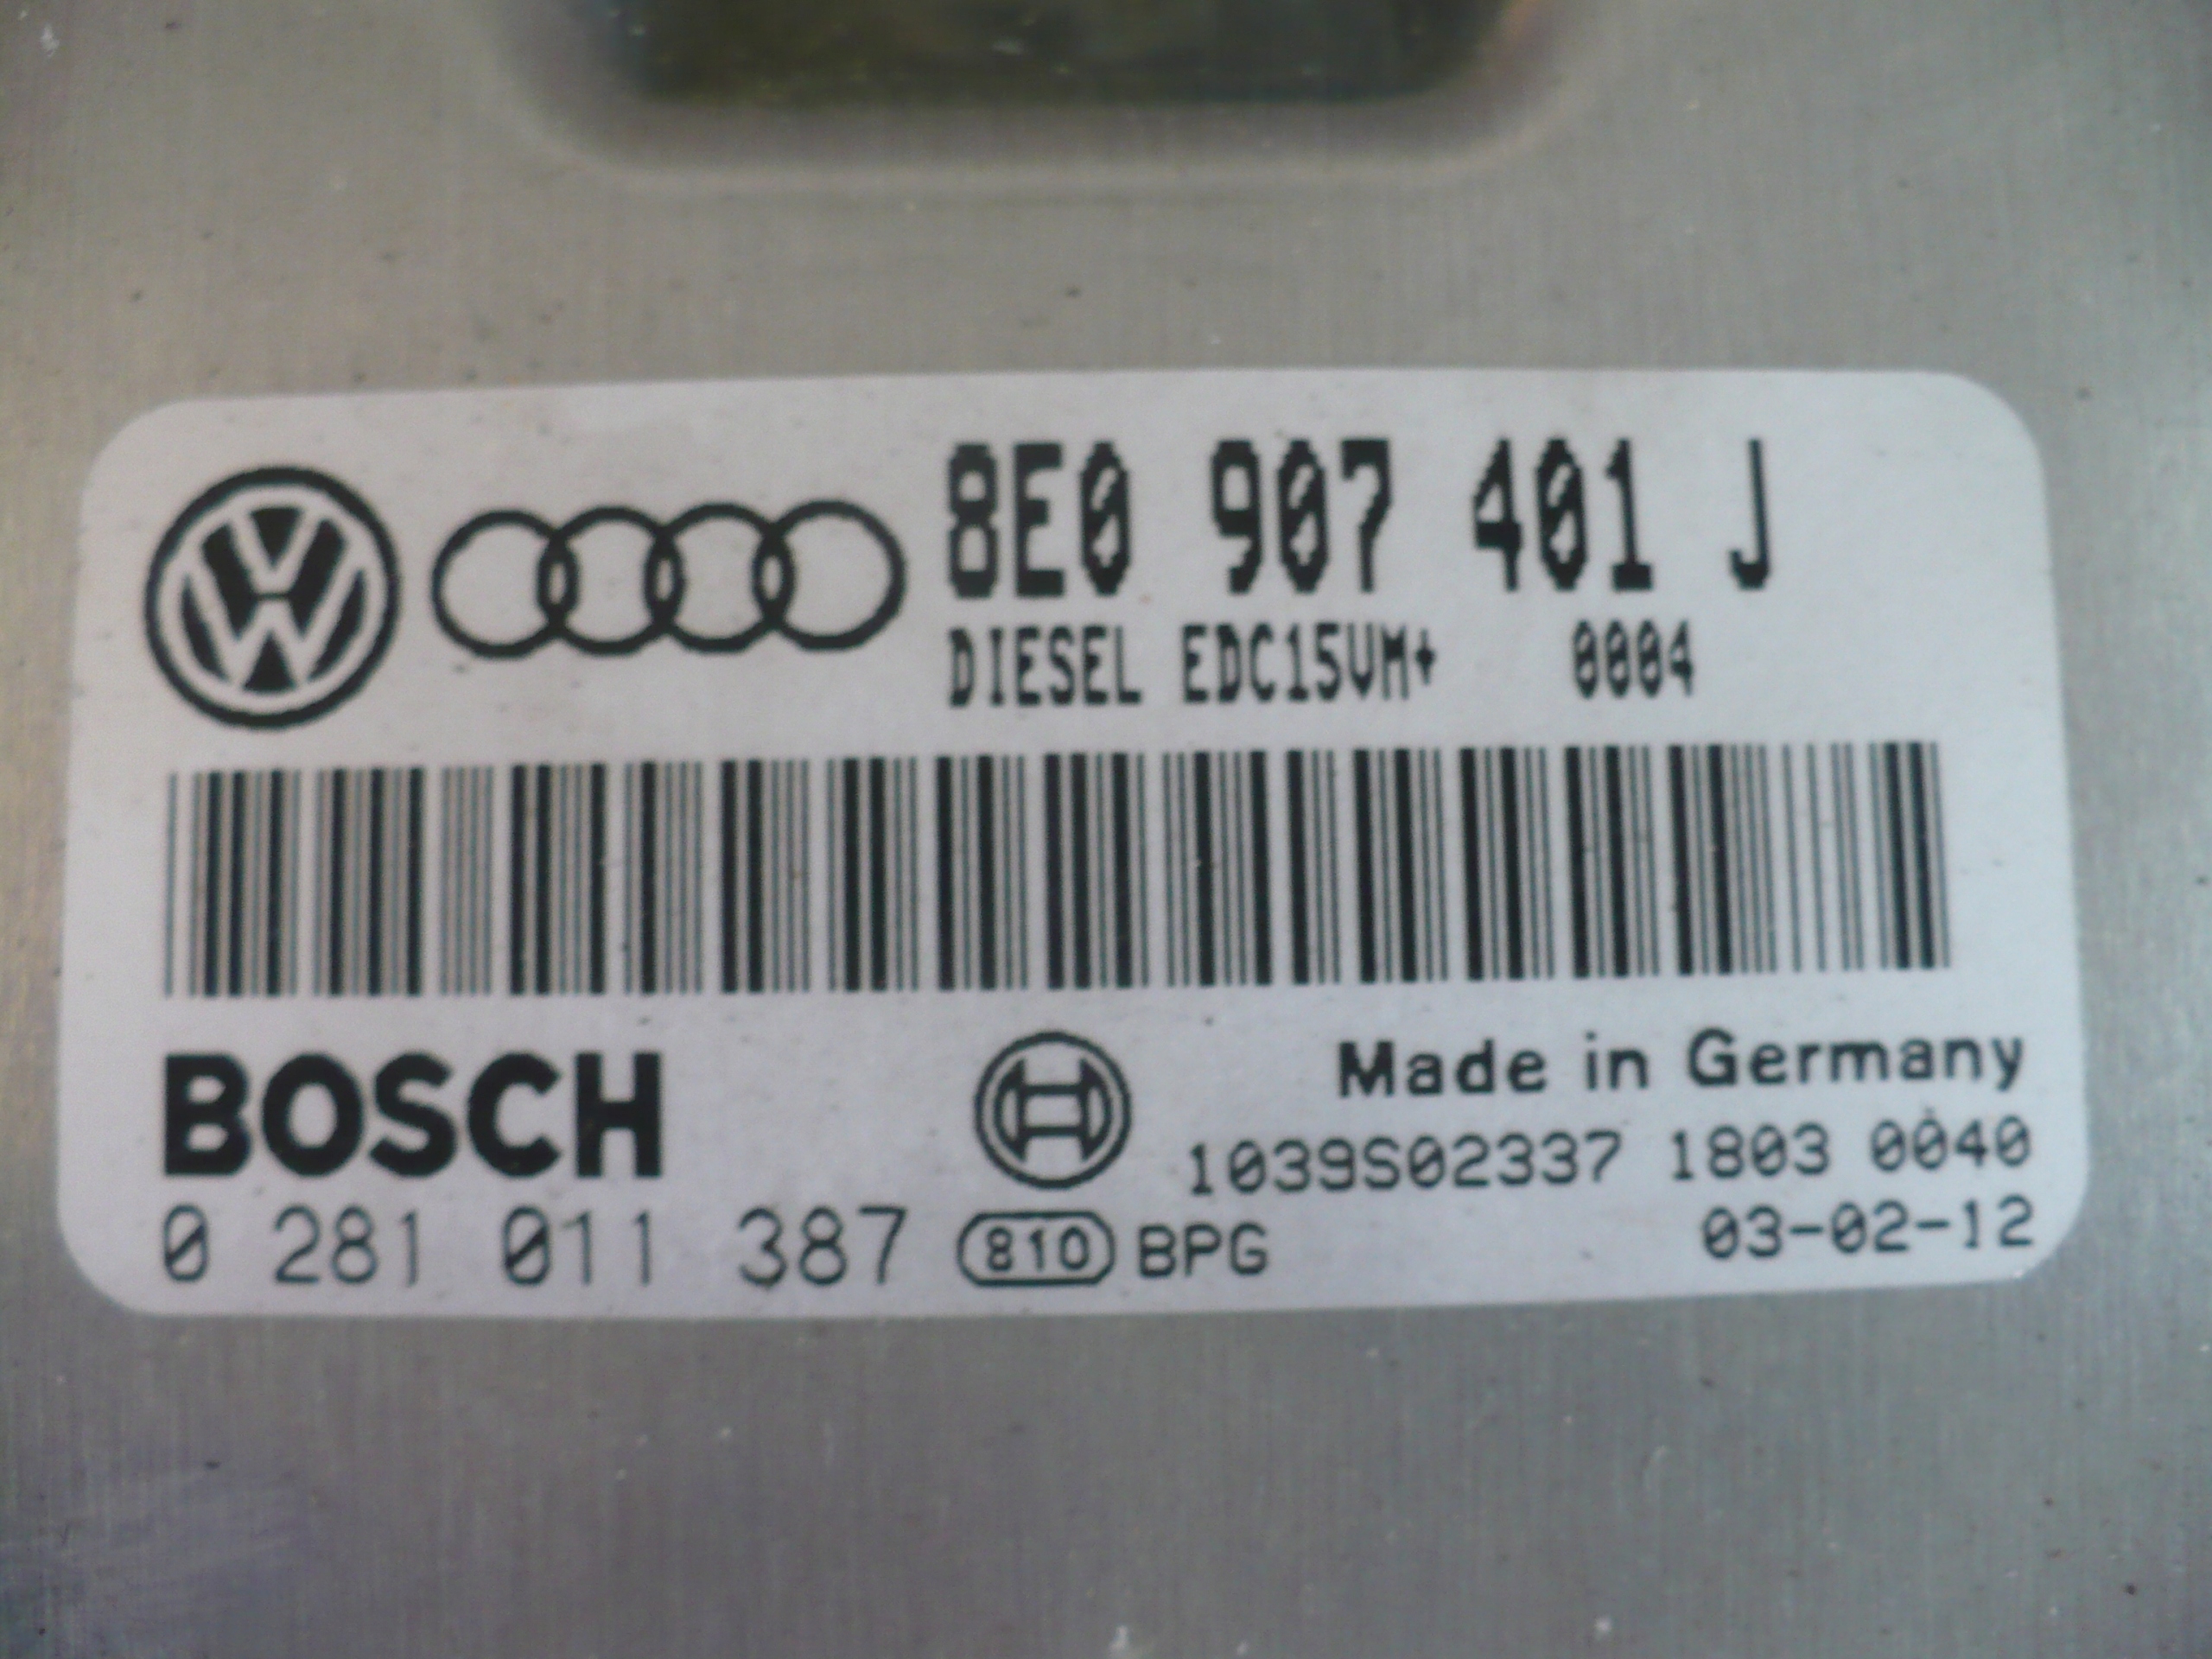 8E0 907 401 J
DIESEL EDC15VM+ 0004
BOSCH
Made in Germany
1039S02337 1803 0040
0 281 011 387 810 BPG 03-02-12